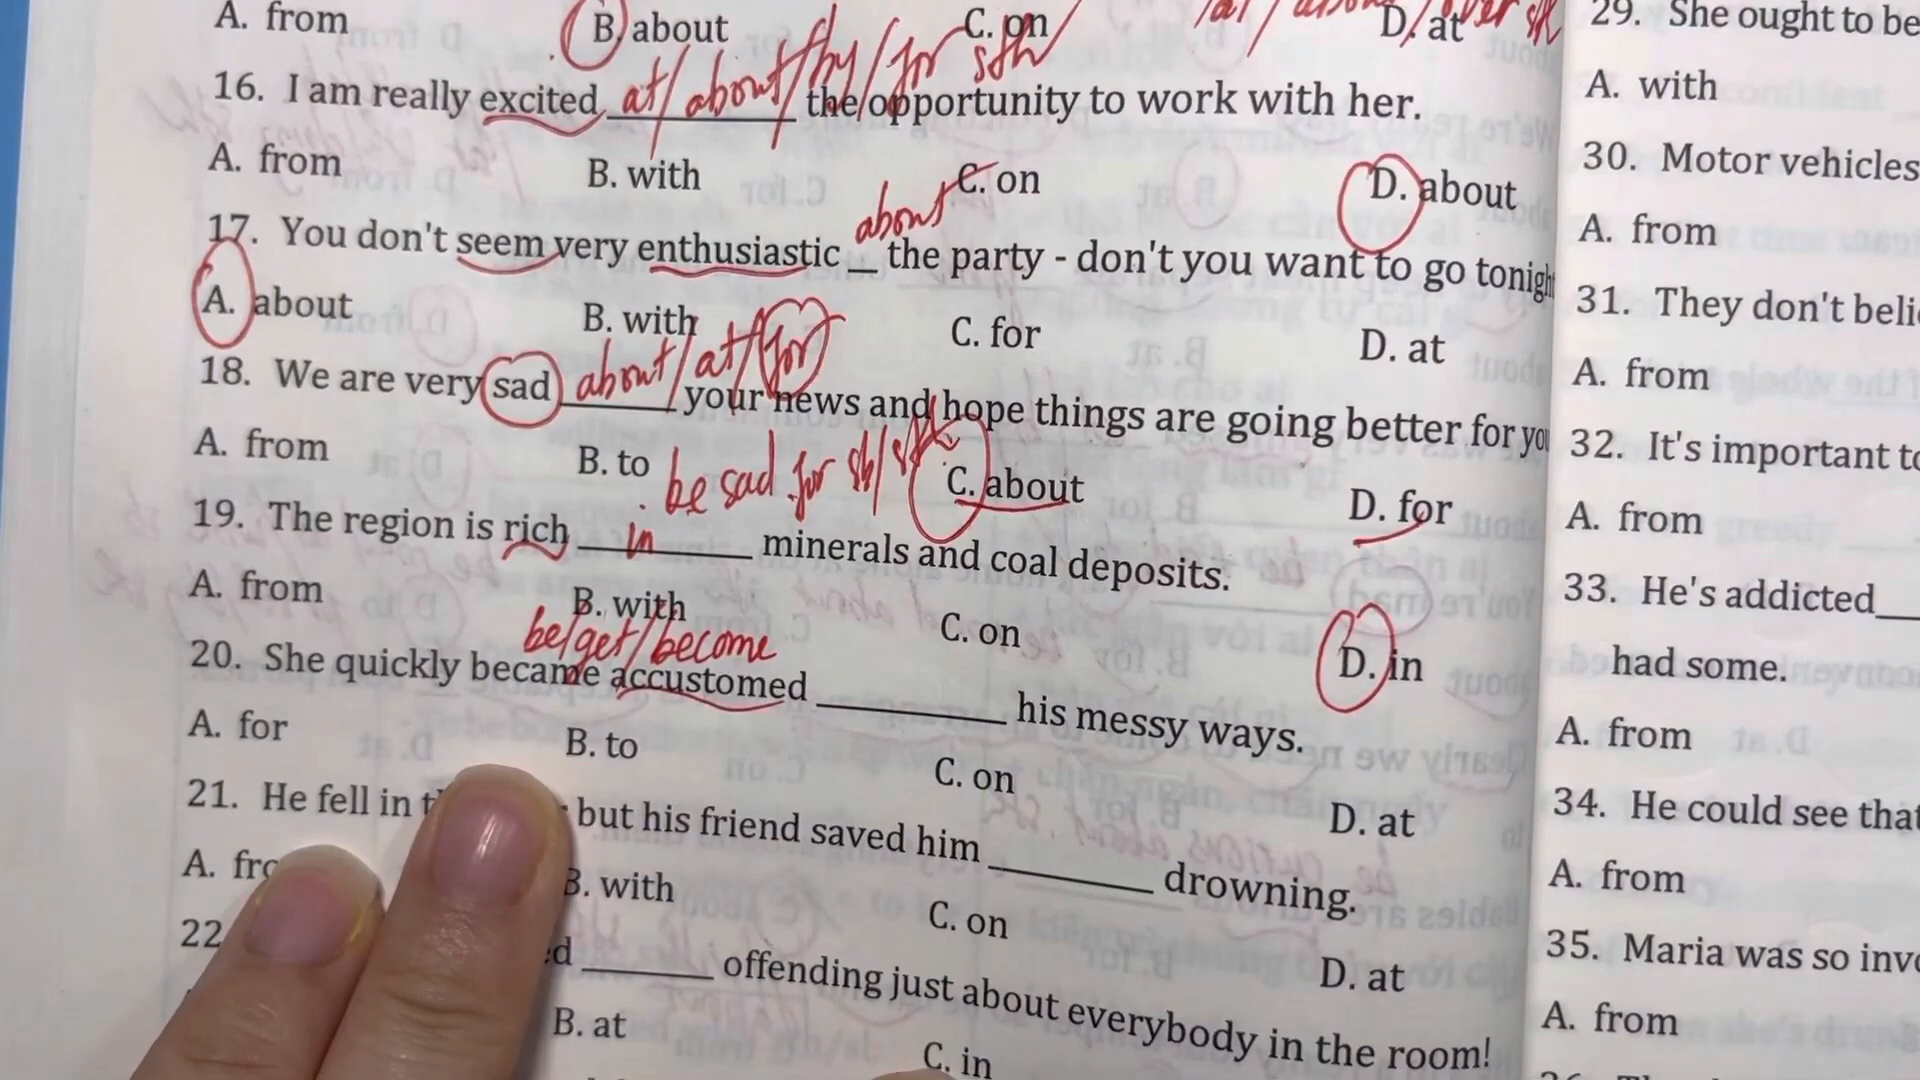 A. from B. about C. on D. at
at/about/by/for sth
16. I am really excited ________ the opportunity to work with her.
A. from B. with C. on D. about
about
17. You don't seem very enthusiastic _ the party - don't you want to go tonigh
A. about B. with C. for D. at
about/at/for
18. We are very sad ______ your news and hope things are going better for you
A. from B. to C. about D. for
be sad for sb/sth
19. The region is rich in minerals and coal deposits.
A. from B. with C. on D. in
be/get/become
20. She quickly became accustomed ________ his messy ways.
A. for B. to C. on D. at
21. He fell in but his friend saved him ________ drowning.
A. B. with C. on D. at
22 ______ offending just about everybody in the room!
B. at C. in
29. She ought to be
A. with
30. Motor vehicles
A. from
31. They don't beli
A. from
32. It's important to
A. from
33. He's addicted__
had some.
A. from
34. He could see that
A. from
35. Maria was so inv
A. from